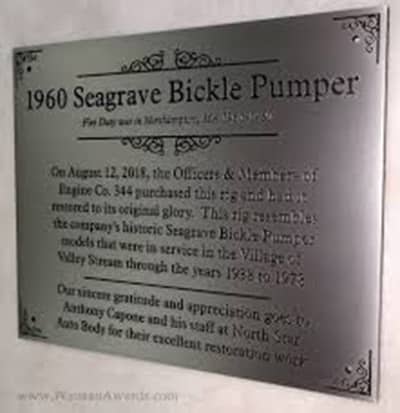 1960 Seagrave Bickle Pumper
On August 12, 2018, the Officers & Members of
Engine Co. 344 purchased this rig and had it
restored to its original glory. This rig resembles
the company's historic Seagrave Bickle Pumper
models that were in service in the Village of
Valley Stream through the years 1938 to 1973
Our sincere gratitude and appreciation goes to
Anthony Capone and his staff at North Star
Auto Body for their excellent restoration work